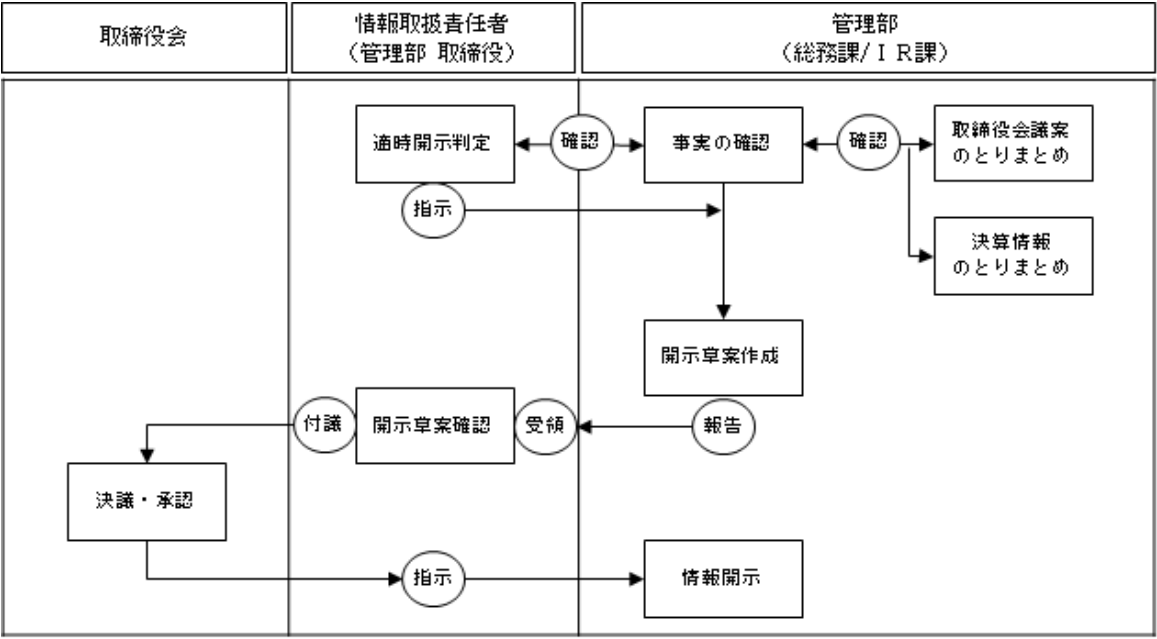 取締役会
情報取扱責任者
（管理部 取締役）
管理部
（総務課/ＩＲ課）
適時開示判定
確認
事実の確認
確認
取締役会議案
のとりまとめ
指示
決算情報
のとりまとめ
開示草案作成
付議
開示草案確認
受領
報告
決議・承認
指示
情報開示